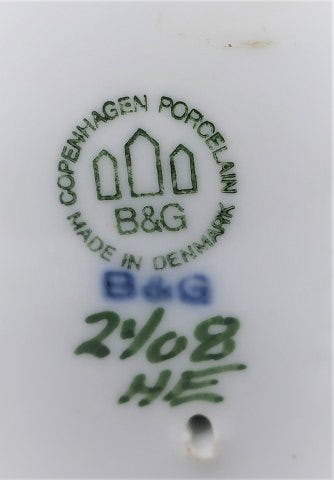 COPENHAGEN PORCELAIN
B&G
MADE IN DENMARK
B&G
2408
HE